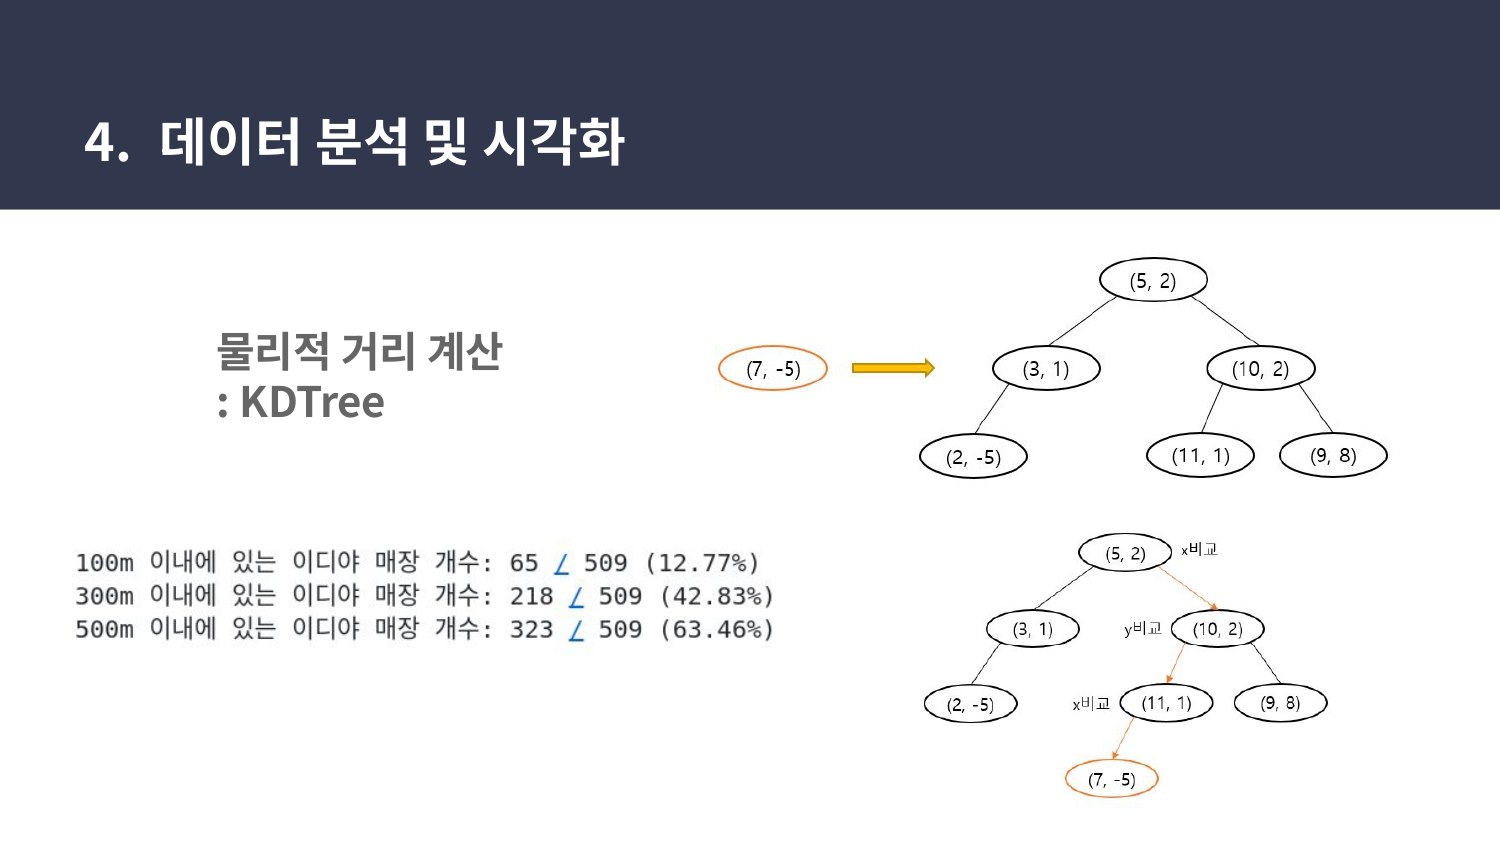 4. 데이터 분석 및 시각화
물리적 거리 계산
: KDTree
(5, 2)
(7, -5)
(3, 1)
(10, 2)
(2, -5)
(11, 1)
(9, 8)
100m 이내에 있는 이디야 매장 개수: 65 / 509 (12.77%)
300m 이내에 있는 이디야 매장 개수: 218 / 509 (42.83%)
500m 이내에 있는 이디야 매장 개수: 323 / 509 (63.46%)
(5, 2) x비교
(3, 1)
y비교 (10, 2)
(2, -5)
x비교 (11, 1)
(9, 8)
(7, -5)